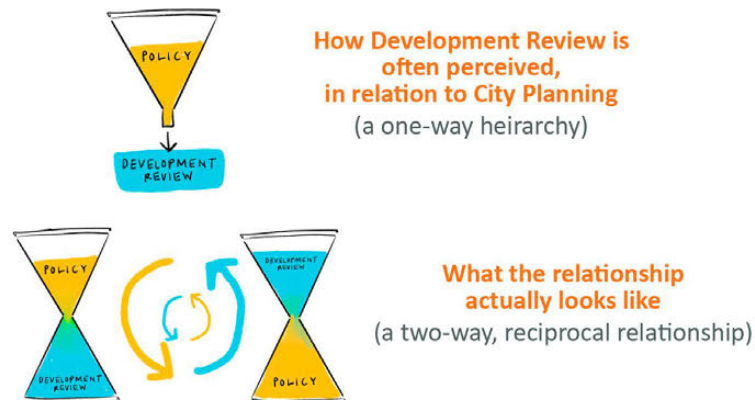 POLICY
DEVELOPMENT
REVIEW
How Development Review is
often perceived,
in relation to City Planning
(a one-way heirarchy)
POLICY
DEVELOPMENT
REVIEW
DEVELOPMENT
REVIEW
POLICY
What the relationship
actually looks like
(a two-way, reciprocal relationship)